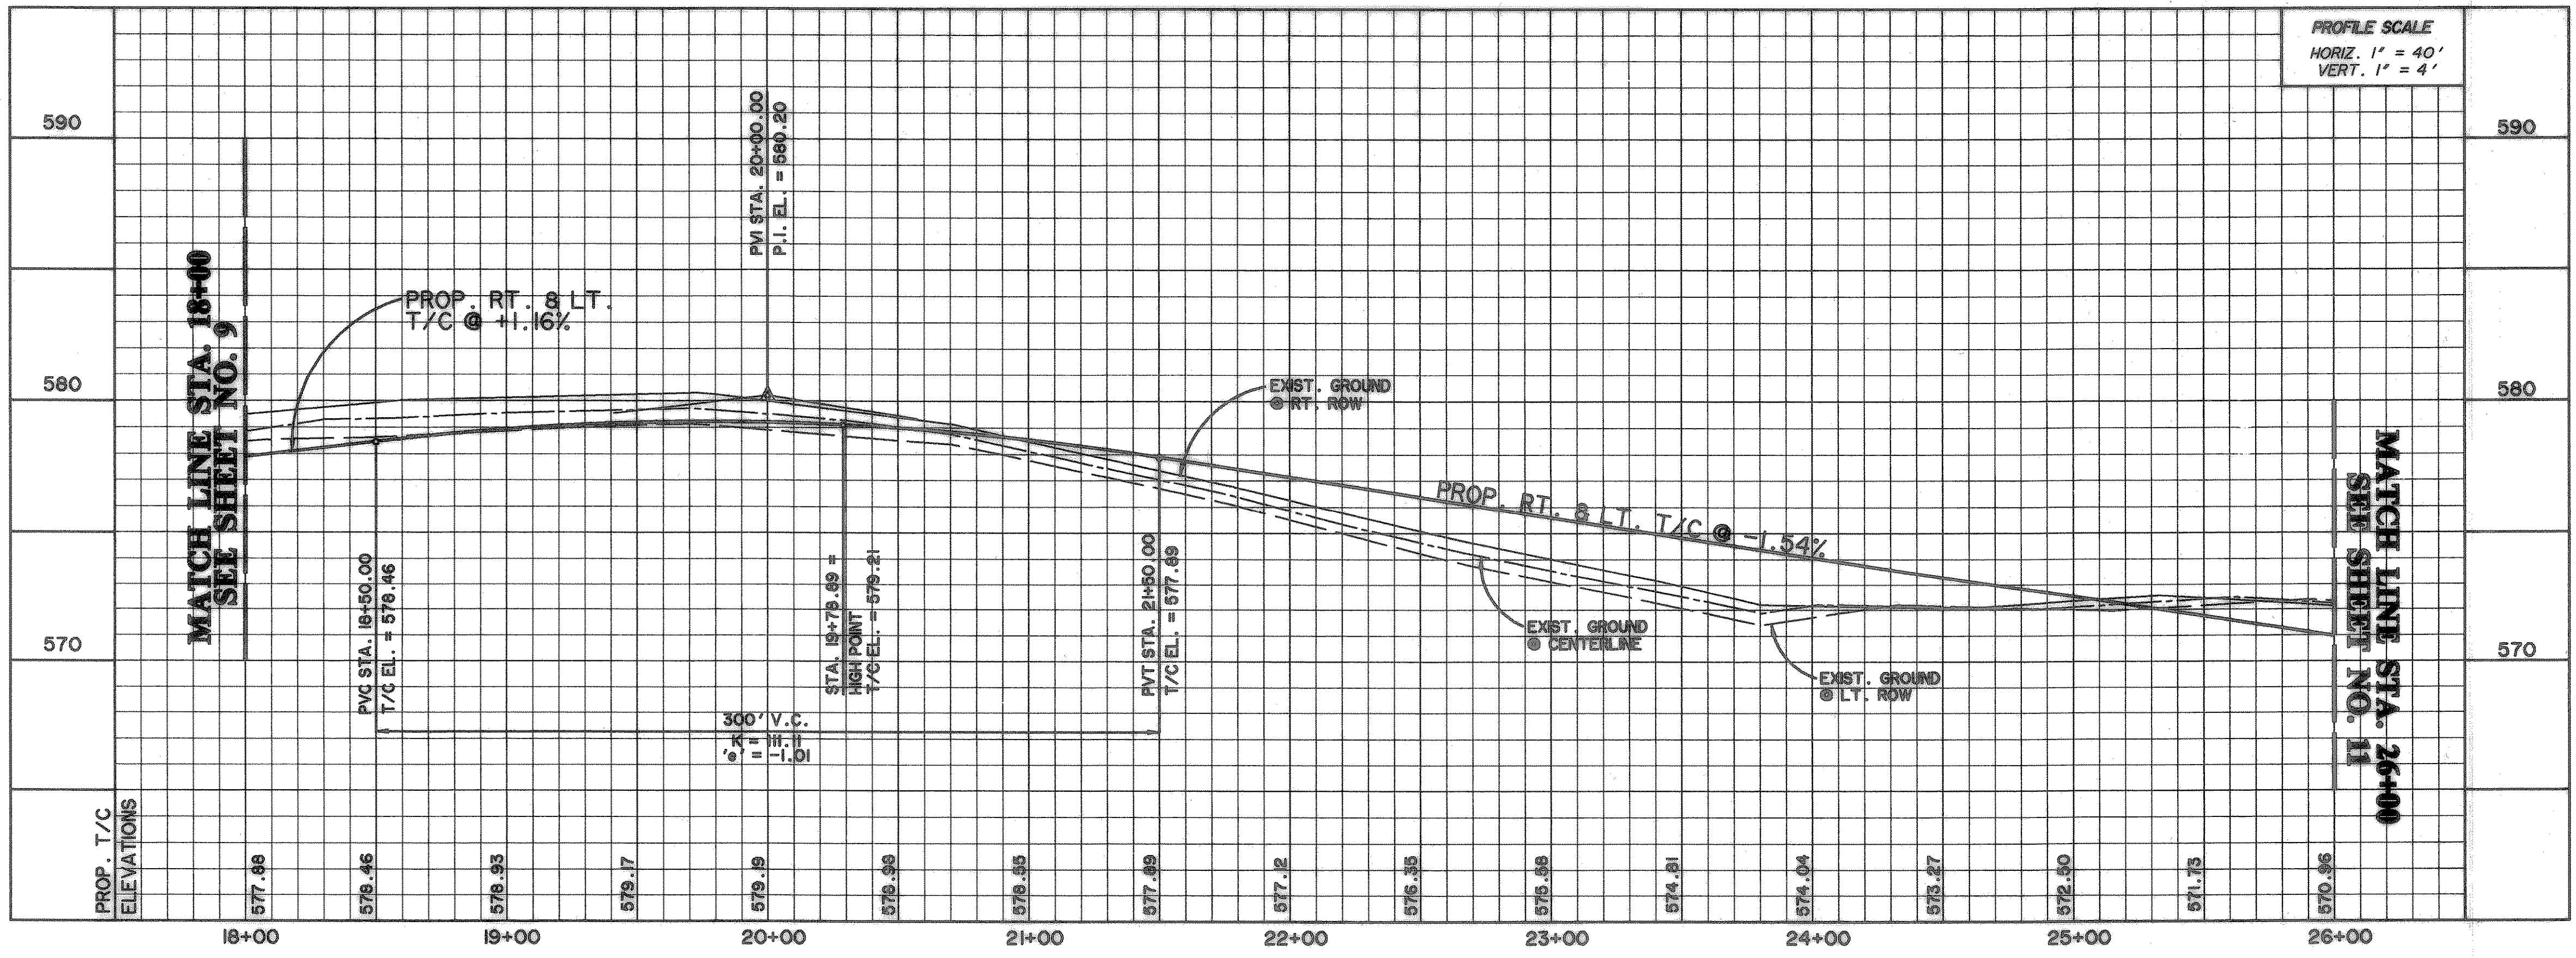 PROFILE SCALE
HORIZ. 1" = 40'
VERT. 1" = 4'
590
590
580
580
570
570
MATCH LINE STA. 18+00
SEE SHEET NO. 9
PROP. RT. & LT.
T/C @ +1.16%
PVI STA. 20+00.00
P.I. EL. = 580.20
EXIST. GROUND
@ RT. ROW
PROP. RT. & LT. T/C @ -1.54%
MATCH LINE STA. 26+00
SEE SHEET NO. 11
PVC STA. 18+50.00
T/C EL. = 578.46
STA. 19+78.89 =
HIGH POINT
T/C EL. = 579.21
PVT STA. 21+50.00
T/C EL. = 577.89
EXIST. GROUND
@ CENTERLINE
EXIST. GROUND
@ LT. ROW
300' V.C.
'K' = 111.11
'e' = -1.01
PROP. T/C
ELEVATIONS
577.88
578.46
578.93
579.17
579.19
578.98
578.55
577.89
577.12
576.35
575.58
574.81
574.04
573.27
572.50
571.73
570.96
18+00
19+00
20+00
21+00
22+00
23+00
24+00
25+00
26+00